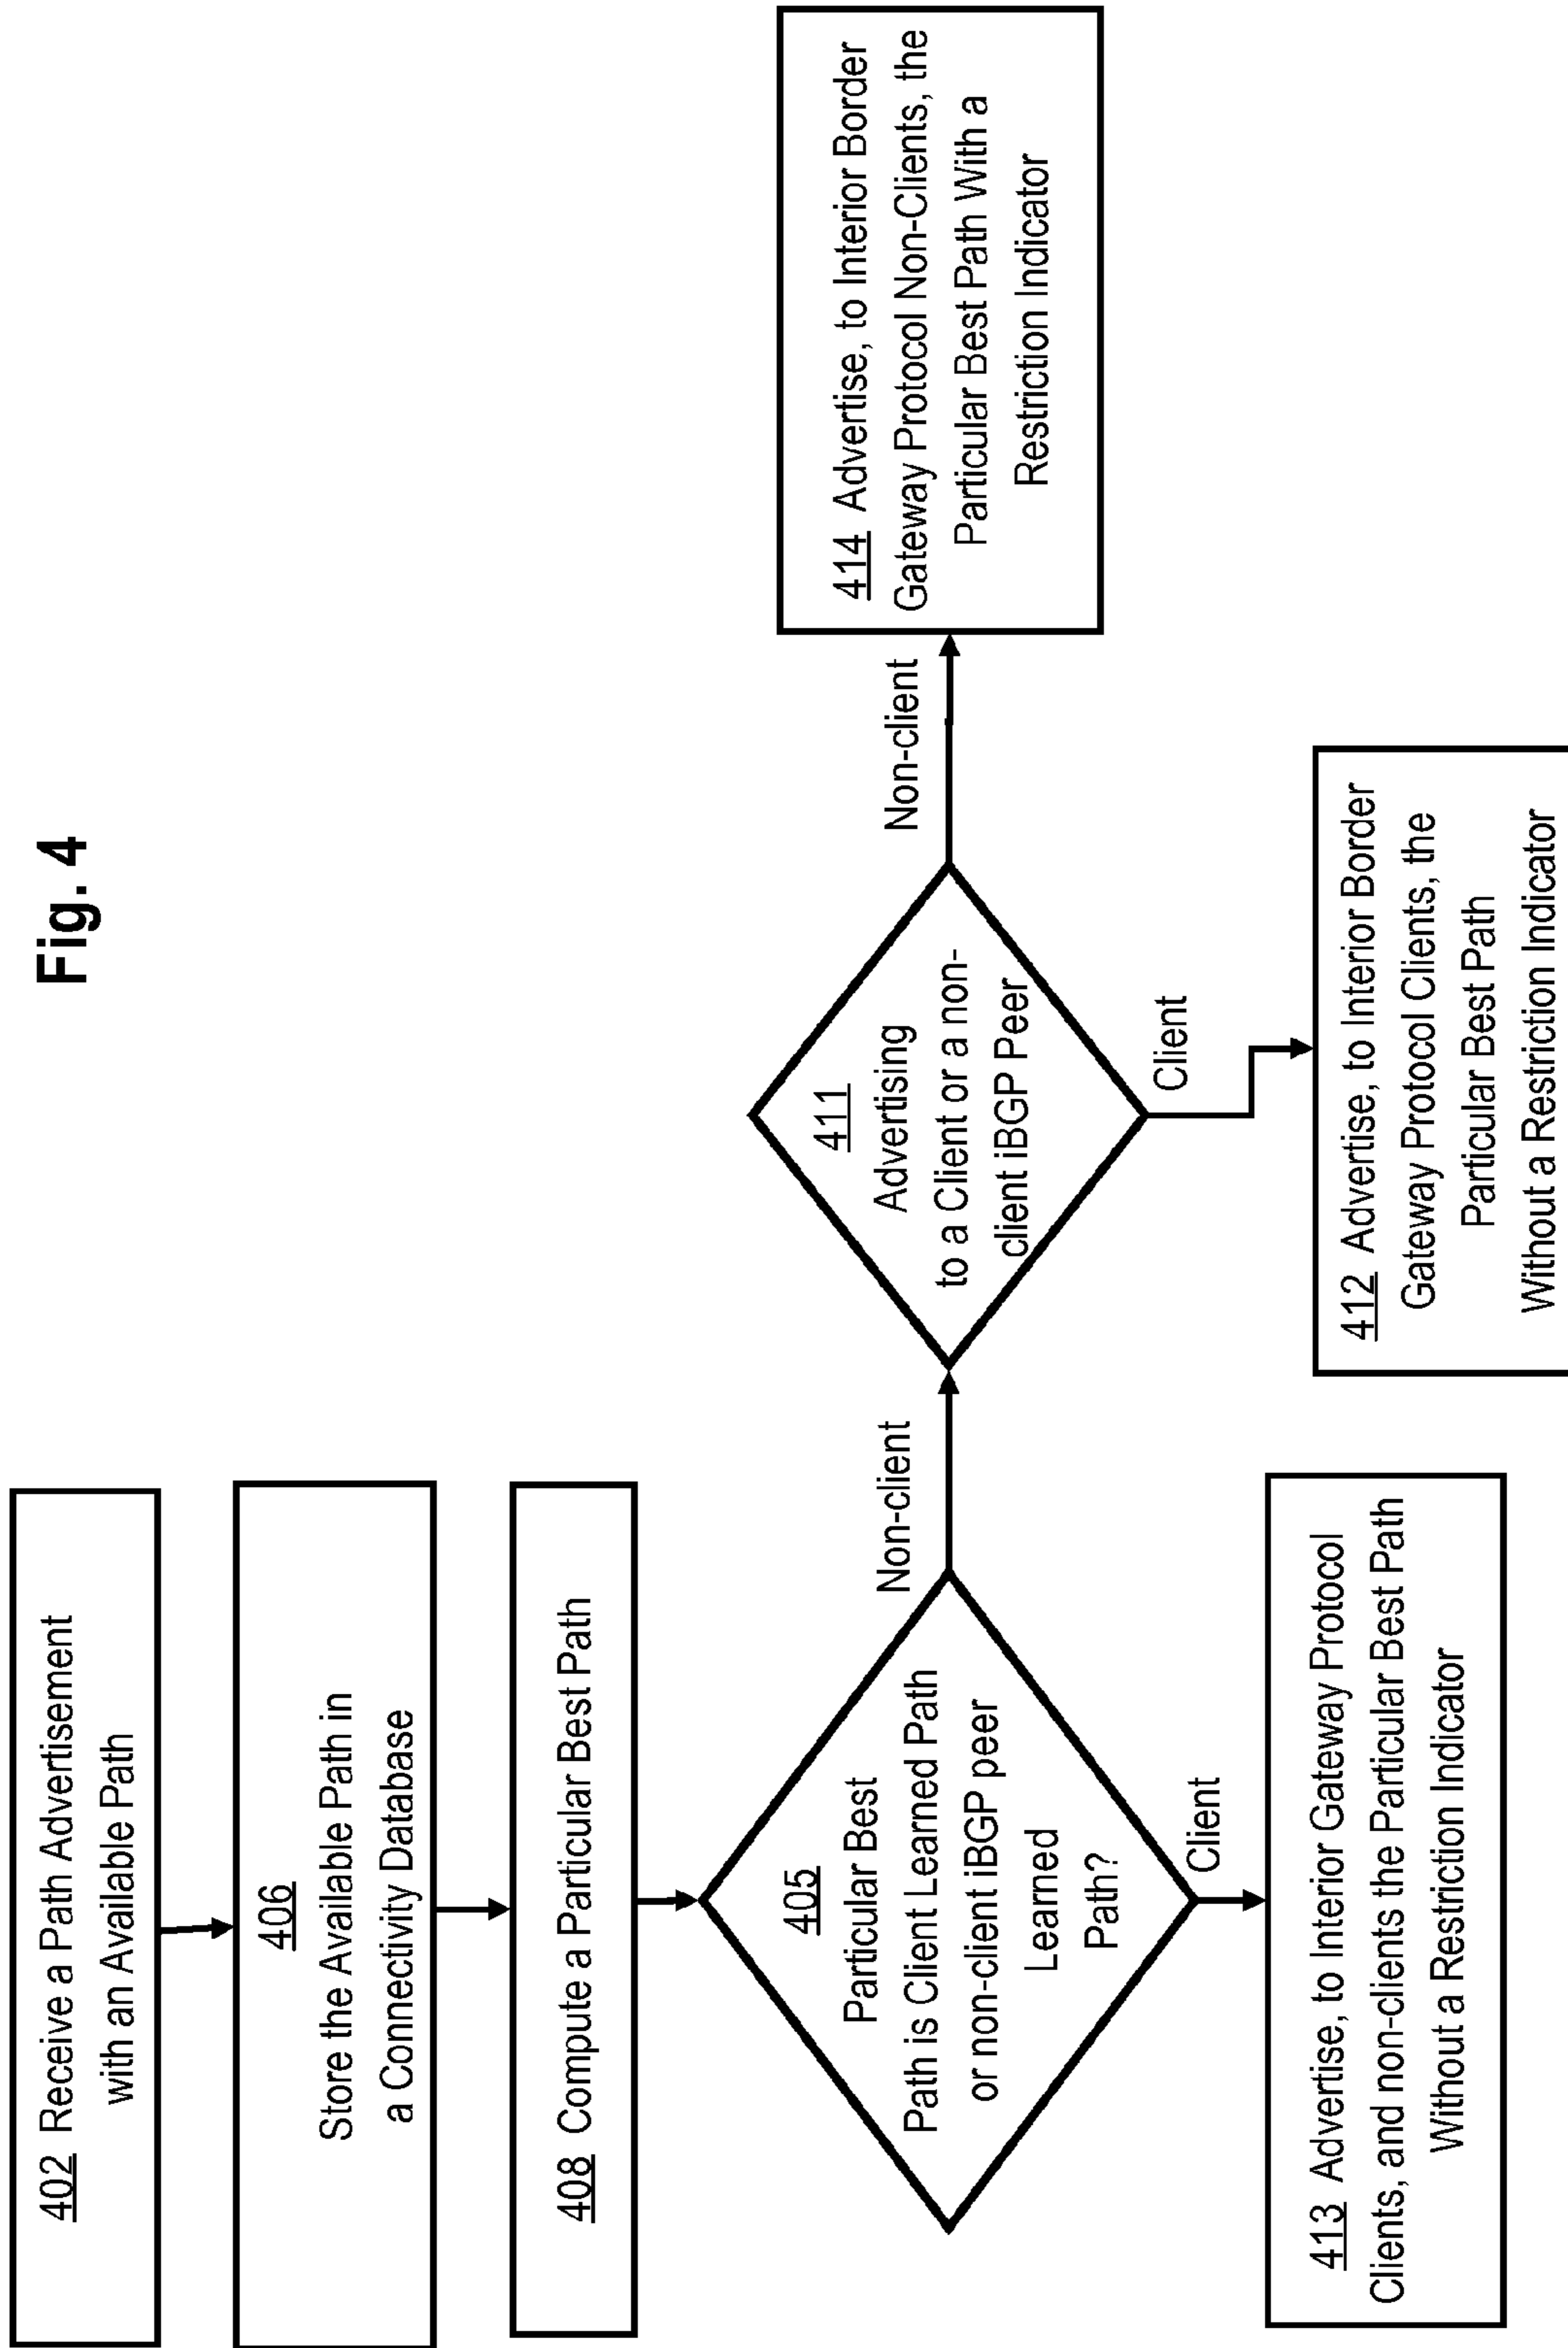 Fig. 4
402 Receive a Path Advertisement
with an Available Path
406
Store the Available Path in
a Connectivity Database
408 Compute a Particular Best Path
405
Particular Best
Path is Client Learned Path
or non-client iBGP peer
Learned
Path?
Non-client
Client
413 Advertise, to Interior Gateway Protocol
Clients, and non-clients the Particular Best Path
Without a Restriction Indicator
411
Advertising
to a Client or a non-
client iBGP Peer
Non-client
Client
412 Advertise, to Interior Border
Gateway Protocol Clients, the
Particular Best Path
Without a Restriction Indicator
414 Advertise, to Interior Border
Gateway Protocol Non-Clients, the
Particular Best Path With a
Restriction Indicator